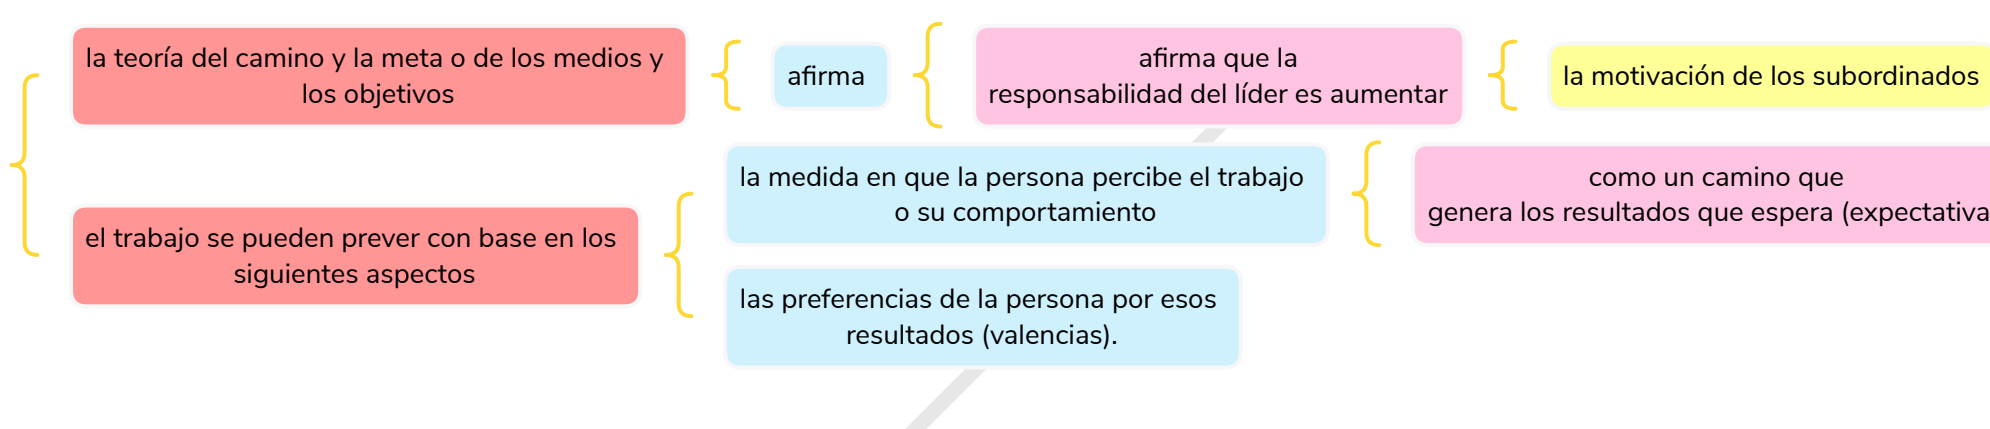 la teoría del camino y la meta o de los medios y
los objetivos
afirma
afirma que la
responsabilidad del líder es aumentar
la motivación de los subordinados
el trabajo se pueden prever con base en los
siguientes aspectos
la medida en que la persona percibe el trabajo
o su comportamiento
como un camino que
genera los resultados que espera (expectativa
las preferencias de la persona por esos
resultados (valencias).